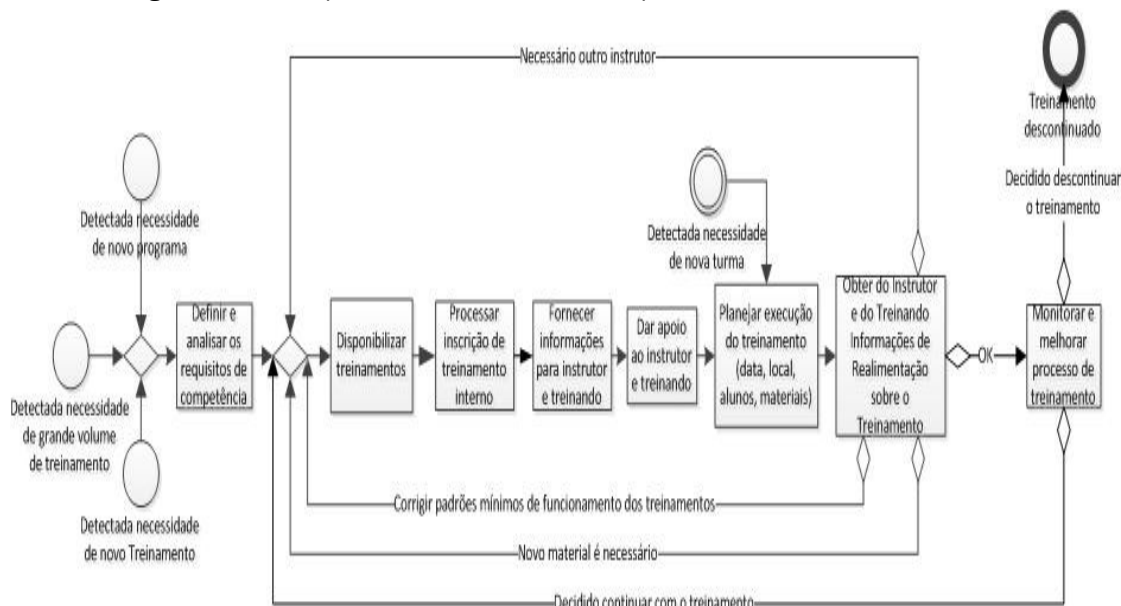 Necessário outro instrutor
Treinamento
descontinuado
Decidido descontinuar
o treinamento
Detectada necessidade
de novo programa
Detectada necessidade
de nova turma
Definir e
analisar os
requisitos de
competência
Disponibilizar
treinamentos
Processar
inscrição de
treinamento
interno
Fornecer
informações
para instrutor
e treinando
Dar apoio
ao instrutor
e treinando
Planejar execução
do treinamento
(data, local,
alunos, materiais)
Obter do Instrutor
e do Treinando
Informações de
Realimentação
sobre o
Treinamento
OK
Monitorar e
melhorar
processo de
treinamento
Detectada necessidade
de grande volume
de treinamento
Detectada necessidade
de novo Treinamento
Corrigir padrões mínimos de funcionamento dos treinamentos
Novo material é necessário
Decidido continuar com o treinamento